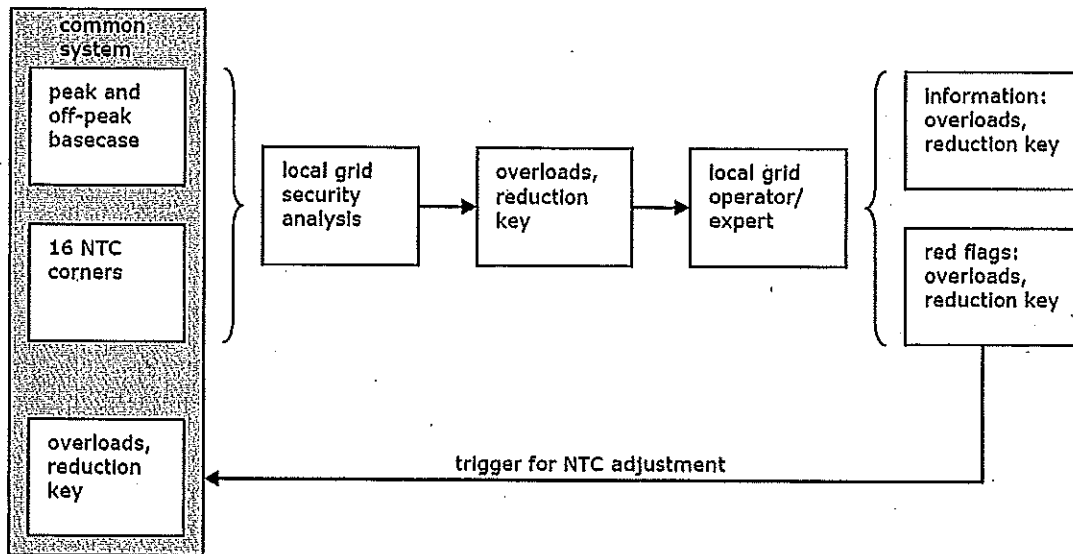 common
system
peak and
off-peak
basecase
16 NTC
corners
overloads,
reduction
key
local grid
security
analysis
overloads,
reduction
key
local grid
operator/
expert
information:
overloads,
reduction key
red flags:
overloads,
reduction key
trigger for NTC adjustment